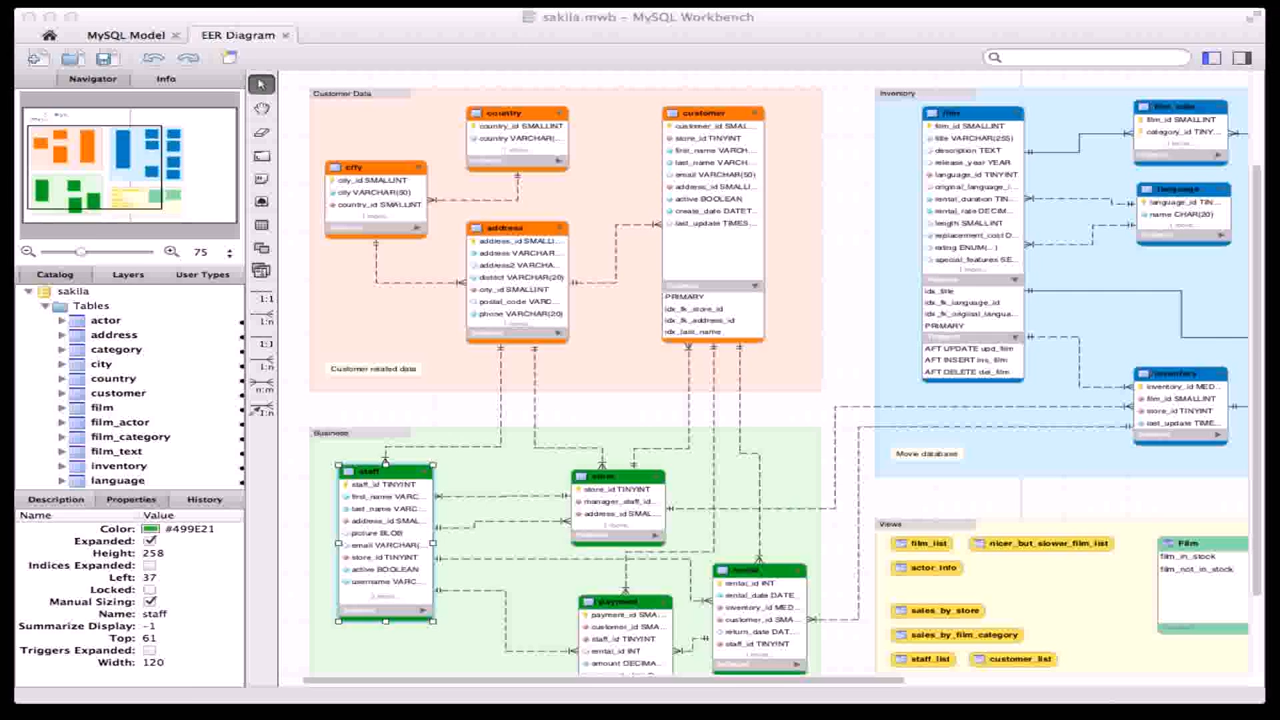 sakila.mwb – MySQL Workbench
MySQL Model
EER Diagram
Navigator
Info
75
Catalog
Layers
User Types
sakila
Tables
actor
address
category
city
country
customer
film
film_actor
film_category
film_text
inventory
language
Description
Properties
History
Name
Value
Color:
#499E21
Expanded:
Height:
258
Indices Expanded:
Left:
37
Locked:
Manual Sizing:
Name:
staff
Summarize Display:
-1
Top:
61
Triggers Expanded:
Width:
120
1:1
1:n
1:1
1:n
n:m
1:n
Customer Data
country
country_id SMALLINT
country VARCHAR(...
city
city_id SMALLINT
city VARCHAR(50)
country_id SMALLINT
address
address_id SMALLI...
address VARCHAR...
address2 VARCHA...
district VARCHAR(20)
city_id SMALLINT
postal_code VARC...
phone VARCHAR(20)
customer
customer_id SMAL...
store_id TINYINT
first_name VARCH...
last_name VARCH...
email VARCHAR(50)
address_id SMALLI...
active BOOLEAN
create_date DATET...
last_update TIMES...
PRIMARY
idx_fk_store_id
idx_fk_address_id
idx_last_name
Customer related data
Inventory
film
film_id SMALLINT
title VARCHAR(255)
description TEXT
release_year YEAR
language_id TINYINT
original_language_i...
rental_duration TIN...
rental_rate DECIM...
length SMALLINT
replacement_cost D...
rating ENUM(...)
special_features SE...
idx_title
idx_fk_language_id
idx_fk_original_langua...
PRIMARY
AFT UPDATE upd_film
AFT INSERT ins_film
AFT DELETE del_film
film_id SMALLINT
category_id TINY...
language
language_id TIN...
name CHAR(20)
inventory
inventory_id MED...
film_id SMALLINT
store_id TINYINT
last_update TIME...
Movie database
Business
staff
staff_id TINYINT
first_name VARC...
last_name VARC...
address_id SMAL...
picture BLOB
email VARCHAR(...
store_id TINYINT
active BOOLEAN
username VARC...
store
store_id TINYINT
manager_staff_id...
address_id SMAL...
payment
payment_id SMA...
customer_id SMA...
staff_id TINYINT
rental_id INT
amount DECIMA...
rental
rental_id INT
rental_date DATE...
inventory_id MED...
customer_id SMA...
return_date DAT...
staff_id TINYINT
Views
film_list
nicer_but_slower_film_list
actor_info
sales_by_store
sales_by_film_category
staff_list
customer_list
Film
film_in_stock
film_not_in_stock